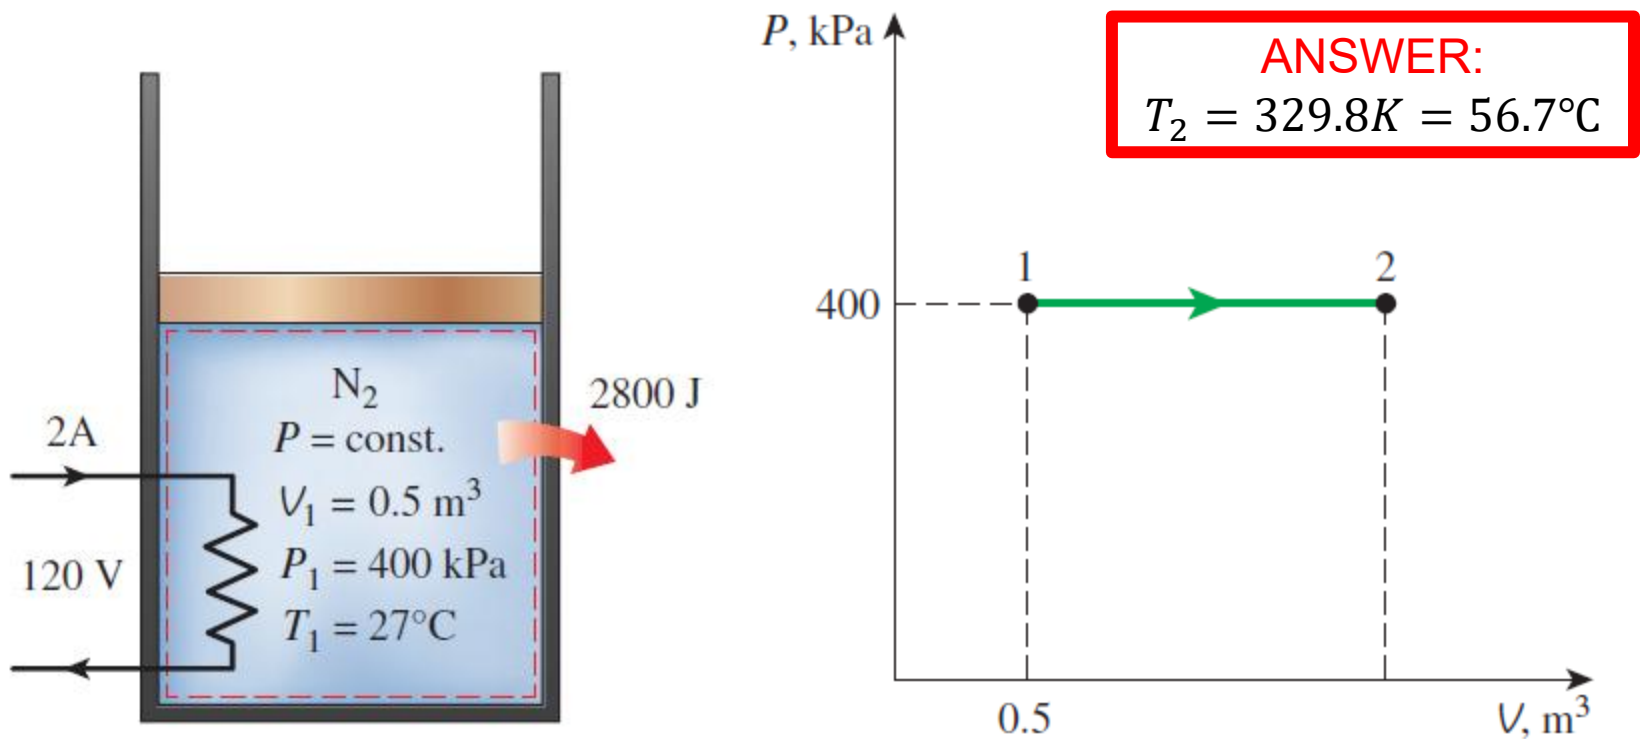 N₂
P = const.
V₁ = 0.5 m³
P₁ = 400 kPa
T₁ = 27°C
2A
120 V
2800 J
P, kPa
400
1
2
0.5
V, m³
ANSWER:
T₂ = 329.8K = 56.7℃